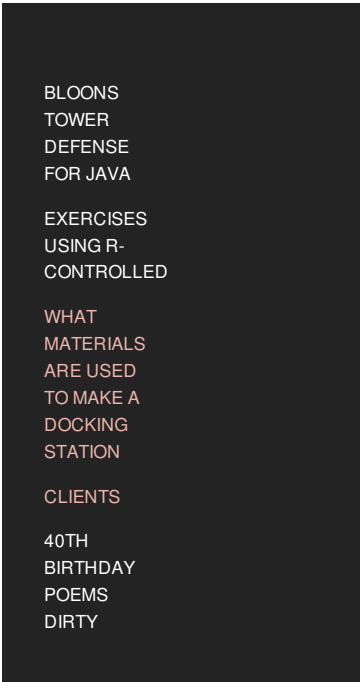 BLOONS
TOWER
DEFENSE
FOR JAVA
EXERCISES
USING R-
CONTROLLED
WHAT
MATERIALS
ARE USED
TO MAKE A
DOCKING
STATION
CLIENTS
40TH
BIRTHDAY
POEMS
DIRTY